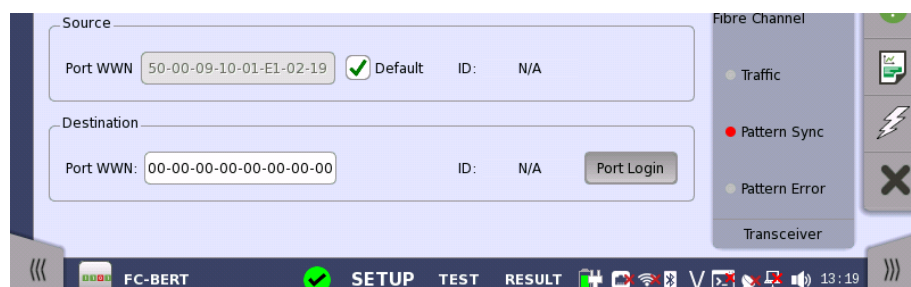 Source
Fibre Channel
Port WWN 50-00-09-10-01-E1-02-19 Default ID: N/A
Traffic
Destination
Pattern Sync
Port WWN: 00-00-00-00-00-00-00-00 ID: N/A Port Login
Pattern Error
Transceiver
FC-BERT SETUP TEST RESULT V 13:19